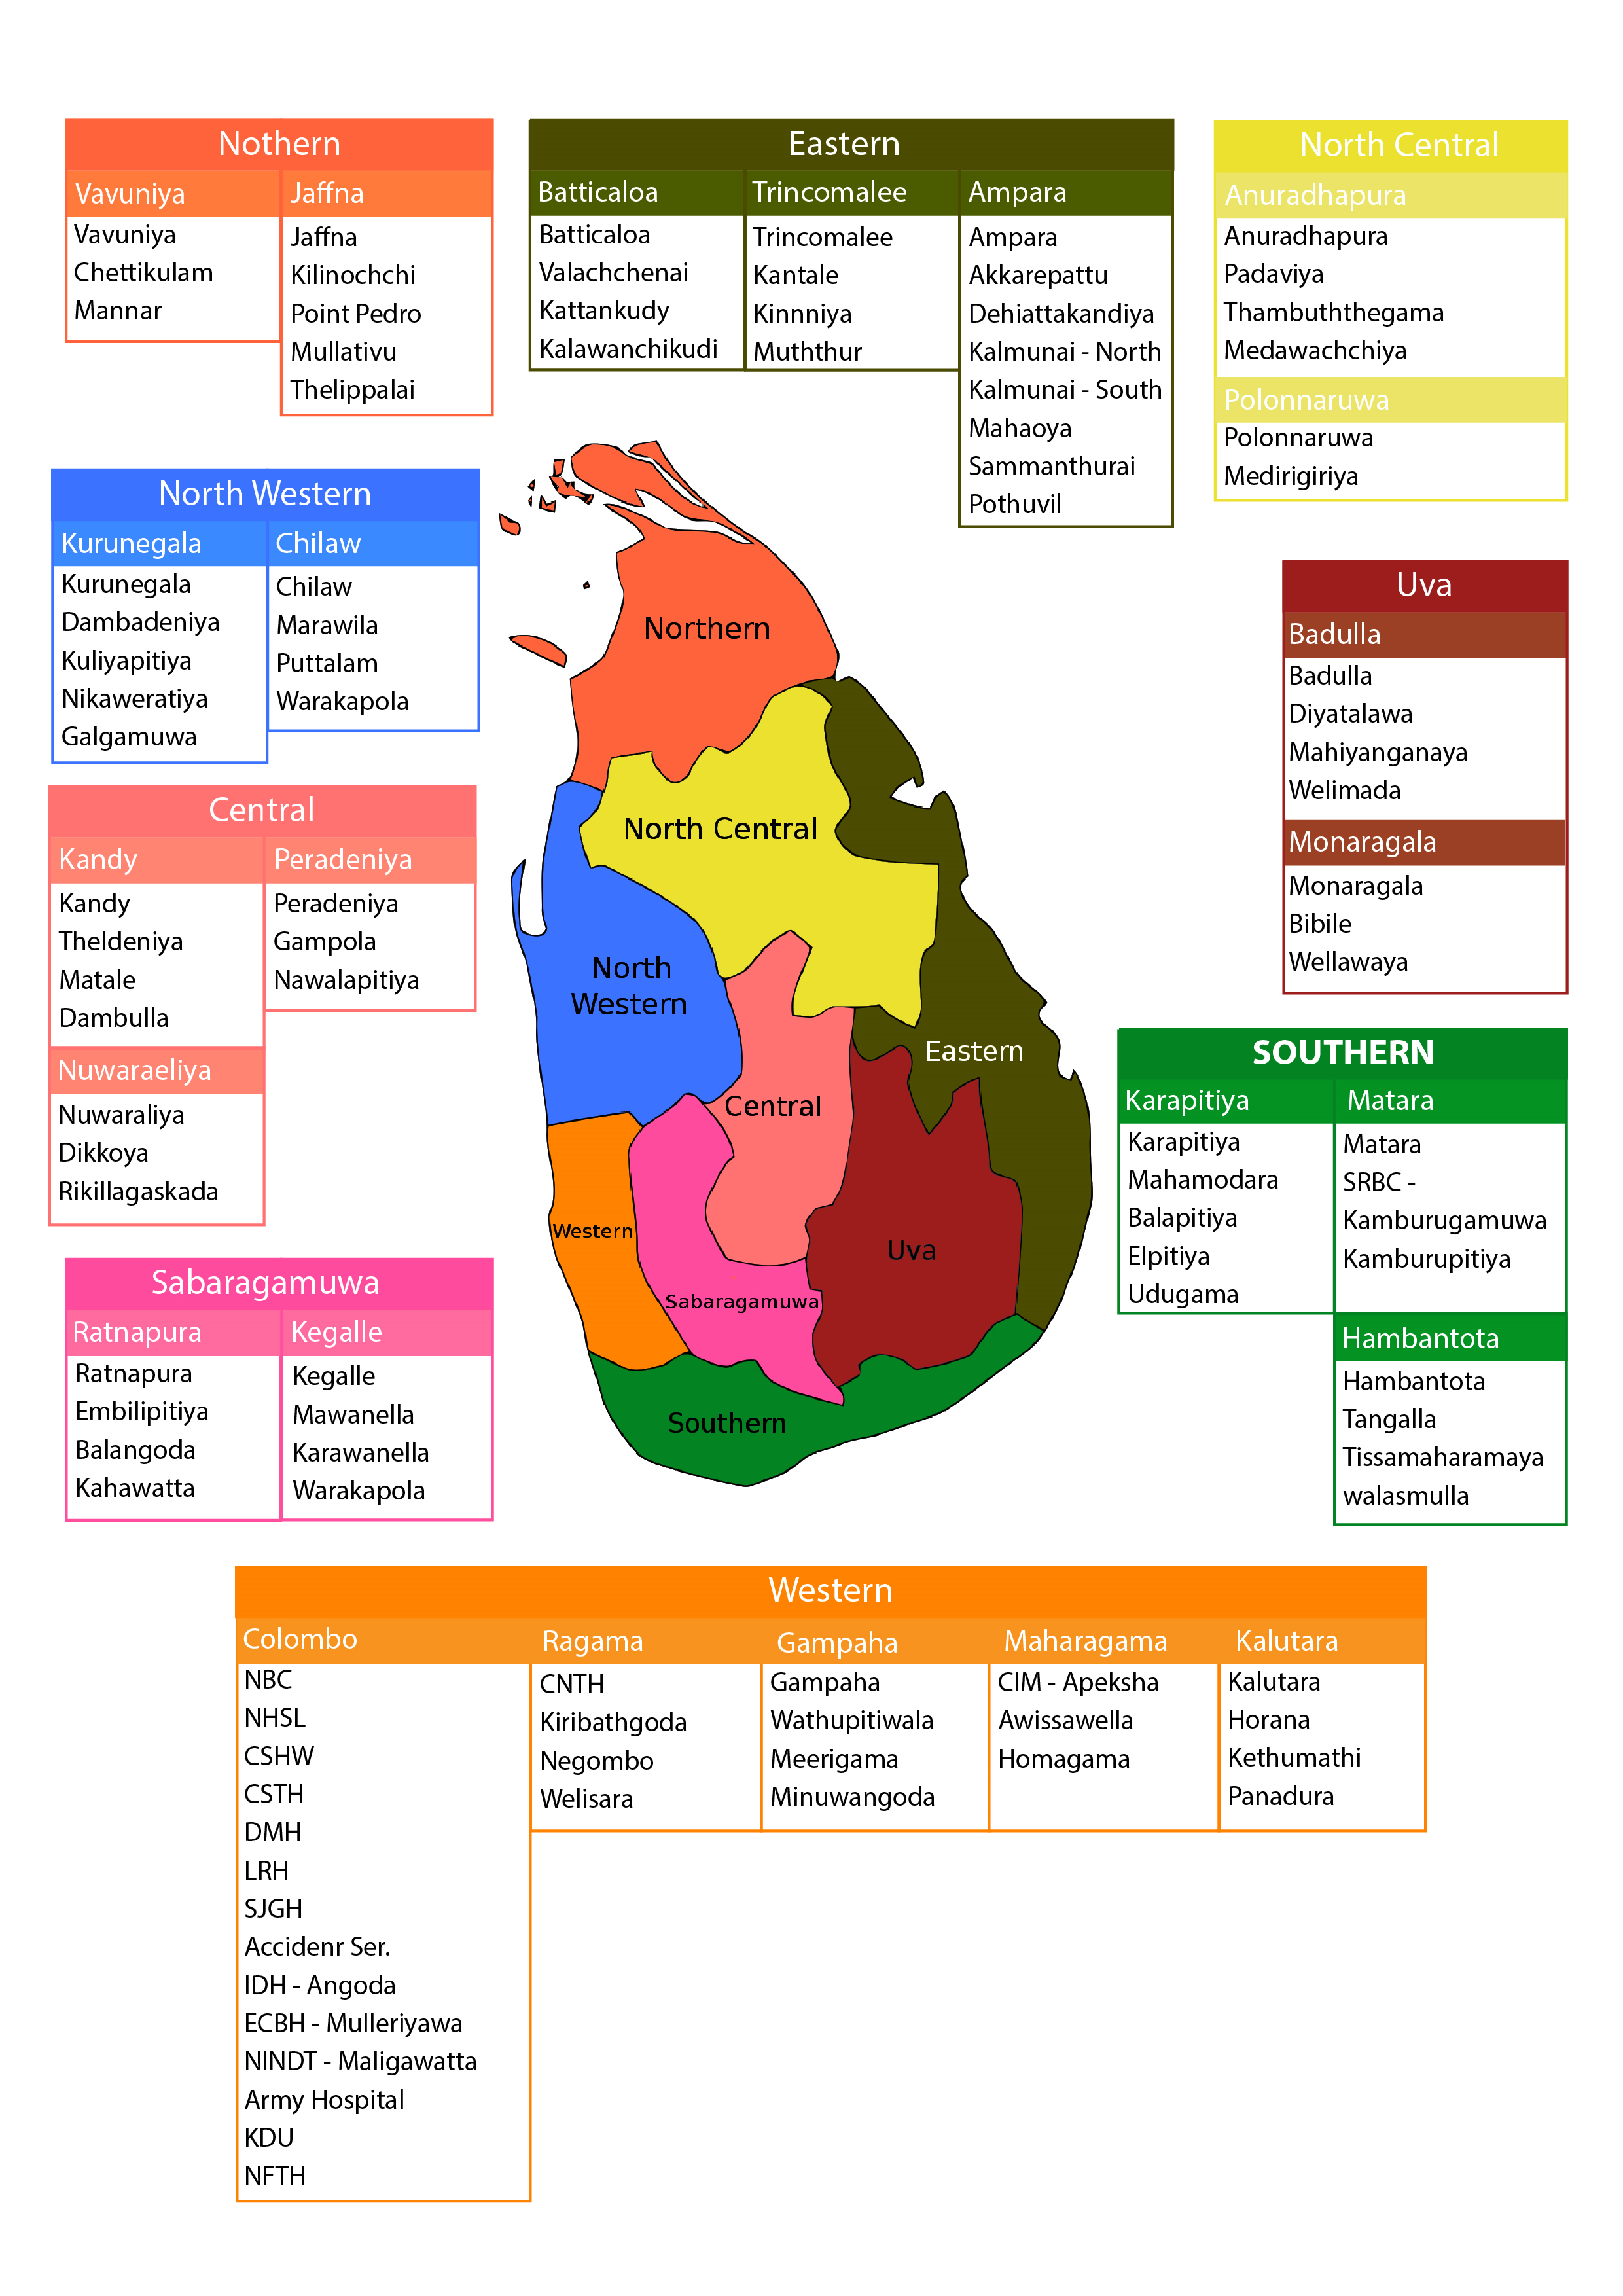 Nothern
Vavuniya
Vavuniya
Chettikulam
Mannar
Jaffna
Jaffna
Kilinochchi
Point Pedro
Mullativu
Thelippalai
Eastern
Batticaloa
Batticaloa
Valachchenai
Kattankudy
Kalawanchikudi
Trincomalee
Trincomalee
Kantale
Kinnniya
Muththur
Ampara
Ampara
Akkarepattu
Dehiattakandiya
Kalmunai - North
Kalmunai - South
Mahaoya
Sammanthurai
Pothuvil
North Central
Anuradhapura
Anuradhapura
Padaviya
Thambuththegama
Medawachchiya
Polonnaruwa
Polonnaruwa
Medirigiriya
North Western
Kurunegala
Kurunegala
Dambadeniya
Kuliyapitiya
Nikaweratiya
Galgamuwa
Chilaw
Chilaw
Marawila
Puttalam
Warakapola
Uva
Badulla
Badulla
Diyatalawa
Mahiyanganaya
Welimada
Monaragala
Monaragala
Bibile
Wellawaya
Central
Kandy
Kandy
Theldeniya
Matale
Dambulla
Peradeniya
Peradeniya
Gampola
Nawalapitiya
Nuwaraeliya
Nuwaraliya
Dikkoya
Rikillagaskada
Northern
North Central
North
Western
Eastern
Central
Western
Uva
Sabaragamuwa
Southern
SOUTHERN
Karapitiya
Karapitiya
Mahamodara
Balapitiya
Elpitiya
Udugama
Matara
Matara
SRBC -
Kamburugamuwa
Kamburupitiya
Hambantota
Hambantota
Tangalla
Tissamaharamaya
walasmulla
Sabaragamuwa
Ratnapura
Ratnapura
Embilipitiya
Balangoda
Kahawatta
Kegalle
Kegalle
Mawanella
Karawanella
Warakapola
Western
Colombo
NBC
NHSL
CSHW
CSTH
DMH
LRH
SJGH
Accidenr Ser.
IDH - Angoda
ECBH - Mulleriyawa
NINDT - Maligawatta
Army Hospital
KDU
NFTH
Ragama
CNTH
Kiribathgoda
Negombo
Welisara
Gampaha
Gampaha
Wathupitiwala
Meerigama
Minuwangoda
Maharagama
CIM - Apeksha
Awissawella
Homagama
Kalutara
Kalutara
Horana
Kethumathi
Panadura